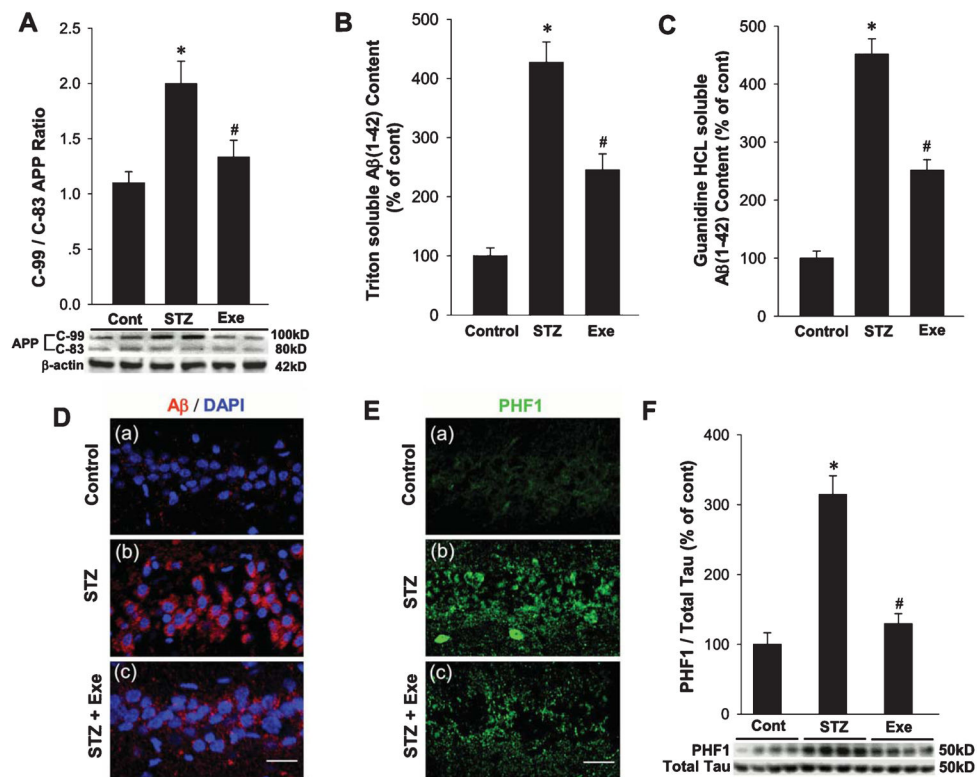 A
C-99 / C-83 APP Ratio
2.5
2.0
1.5
1.0
.5
0.0
*
#
Cont STZ Exe
APP
C-99 100kD
C-83 80kD
β-actin 42kD
B
Triton soluble Aβ(1-42) Content
(% of cont)
500
400
300
200
100
0
*
#
Control STZ Exe
C
Guanidine HCL soluble
Aβ(1-42) Content (% of cont)
500
400
300
200
100
0
*
#
Control STZ Exe
D
Aβ / DAPI
Control
(a)
STZ
(b)
STZ + Exe
(c)
E
PHF1
Control
(a)
STZ
(b)
STZ + Exe
(c)
F
PHF1 / Total Tau (% of cont)
400
300
200
100
0
*
#
Cont STZ Exe
PHF1 50kD
Total Tau 50kD